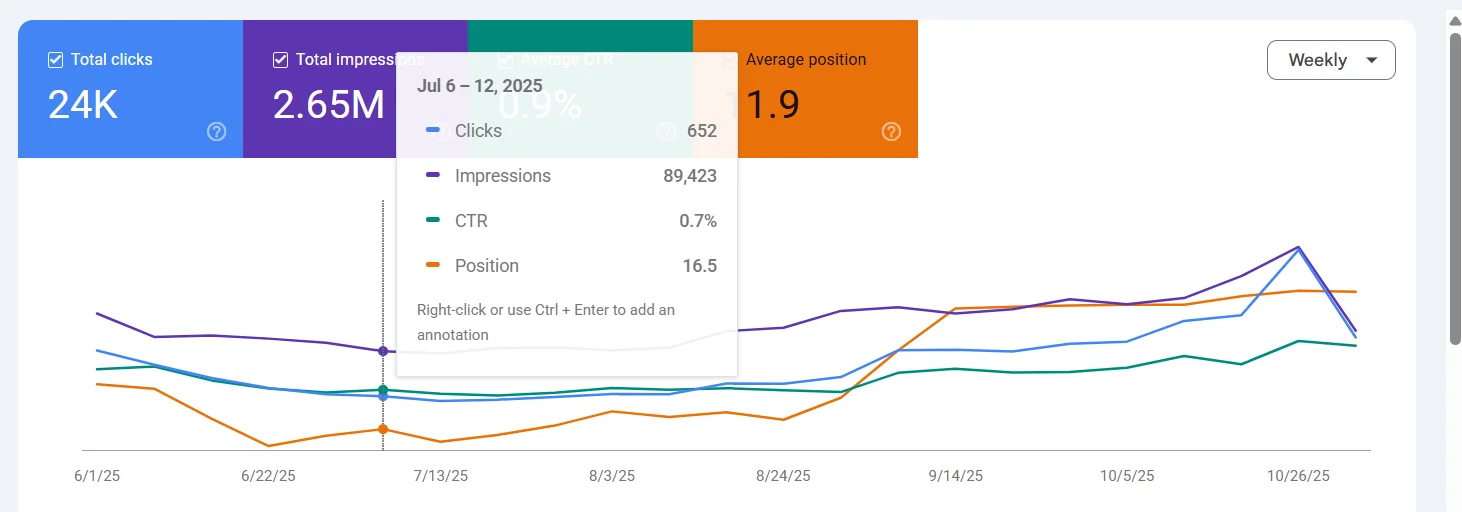 Total clicks
Total impressions
Average CTR
Average position
Weekly
24K
2.65M
0.9%
11.9
Jul 6 – 12, 2025
Clicks 652
Impressions 89,423
CTR 0.7%
Position 16.5
Right-click or use Ctrl + Enter to add an
annotation
6/1/25
6/22/25
7/13/25
8/3/25
8/24/25
9/14/25
10/5/25
10/26/25